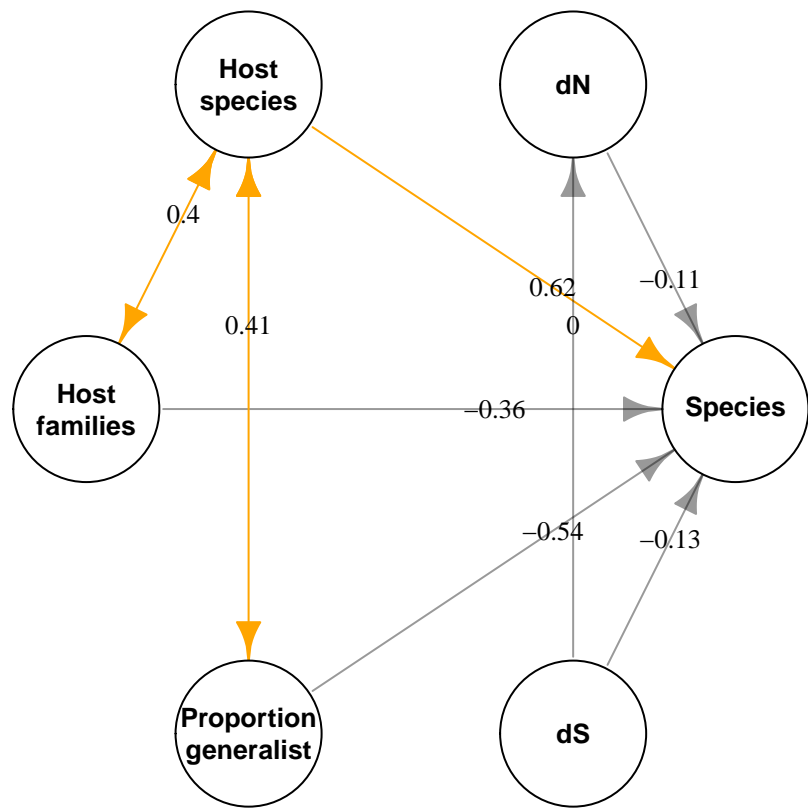 Host
species
dN
0.4
0.62
−0.11
0.41
0
Host
families
−0.36
Species
−0.54
−0.13
Proportion
generalist
dS